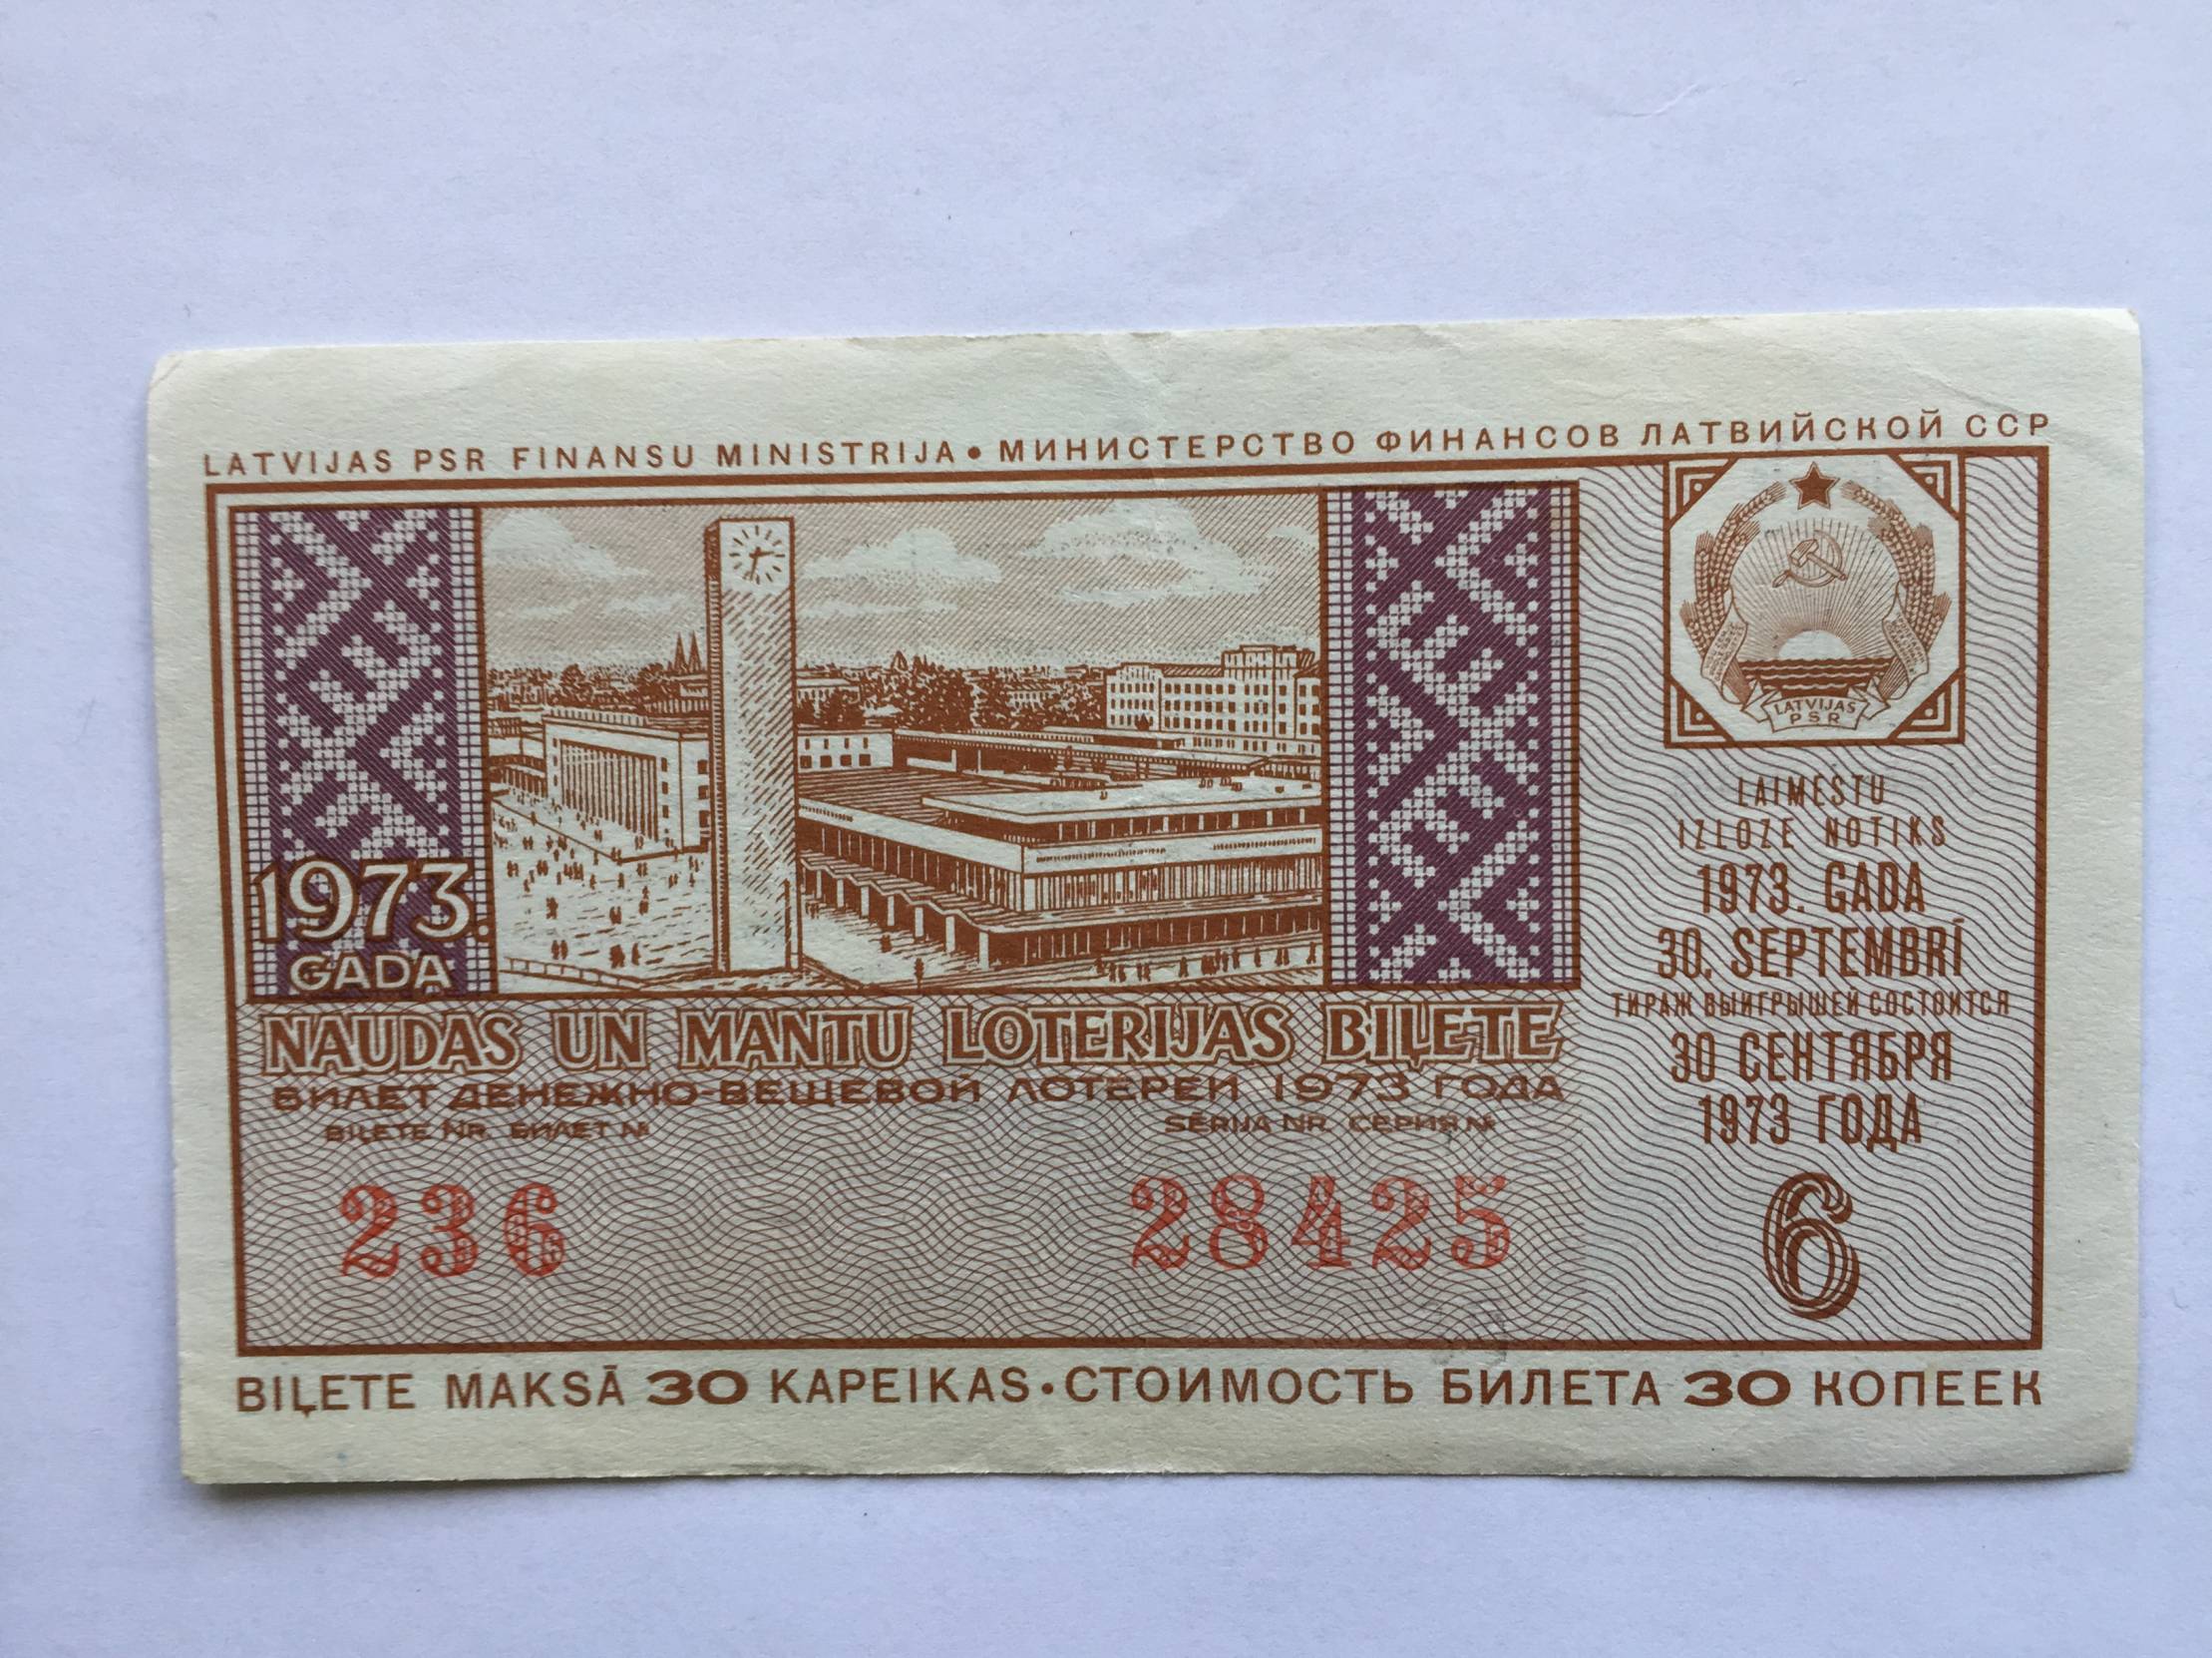 LATVIJAS PSR FINANSU MINISTRIJA • МИНИСТЕРСТВО ФИНАНСОВ ЛАТВИЙСКОЙ ССР
LATVIJAS
PSR
1973.
GADA
NAUDAS UN MANTU LOTERIJAS BIĻETE
БИЛЕТ ДЕНЕЖНО-ВЕЩЕВОЙ ЛОТЕРЕИ 1973 ГОДА
BIĻETE NR. БИЛЕТ №
SĒRIJA NR. СЕРИЯ №
236
28425
LAIMESTU
IZLOZE NOTIKS
1973. GADA
30. SEPTEMBRĪ
ТИРАЖ ВЫИГРЫШЕЙ СОСТОИТСЯ
30 СЕНТЯБРЯ
1973 ГОДА
6
BIĻETE MAKSĀ 30 KAPEIKAS • СТОИМОСТЬ БИЛЕТА 30 КОПЕЕК